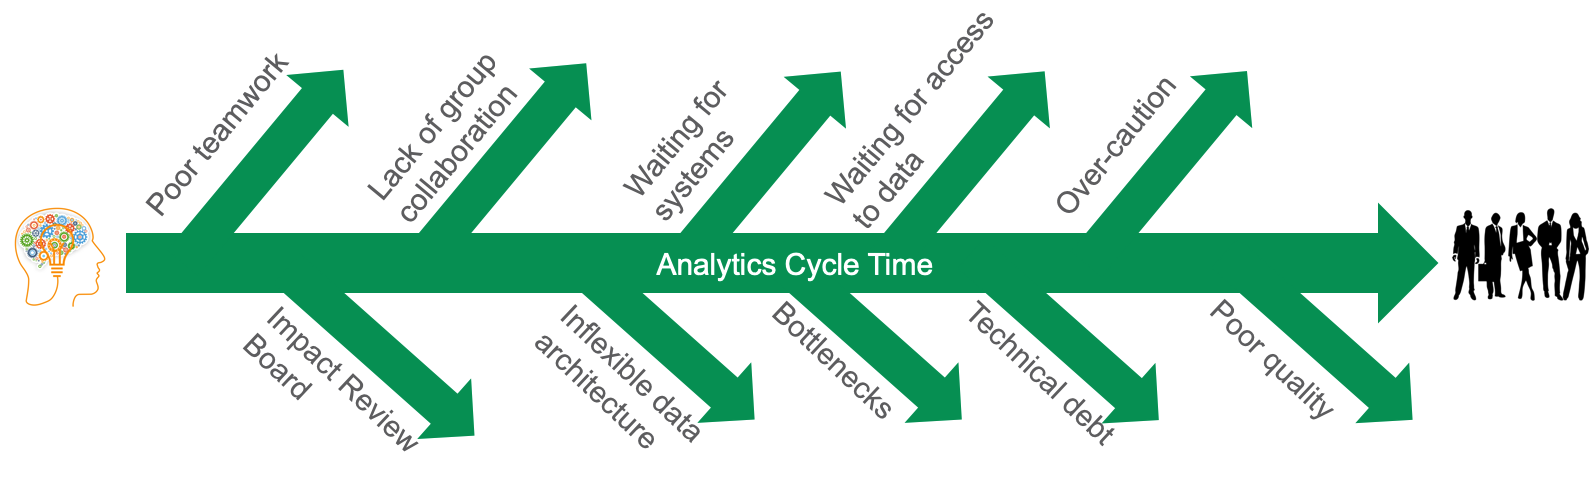 Poor teamwork
Lack of group
collaboration
Waiting for
systems
Waiting for access
to data
Over-caution
Analytics Cycle Time
Impact Review
Board
Inflexible data
architecture
Bottlenecks
Technical debt
Poor quality